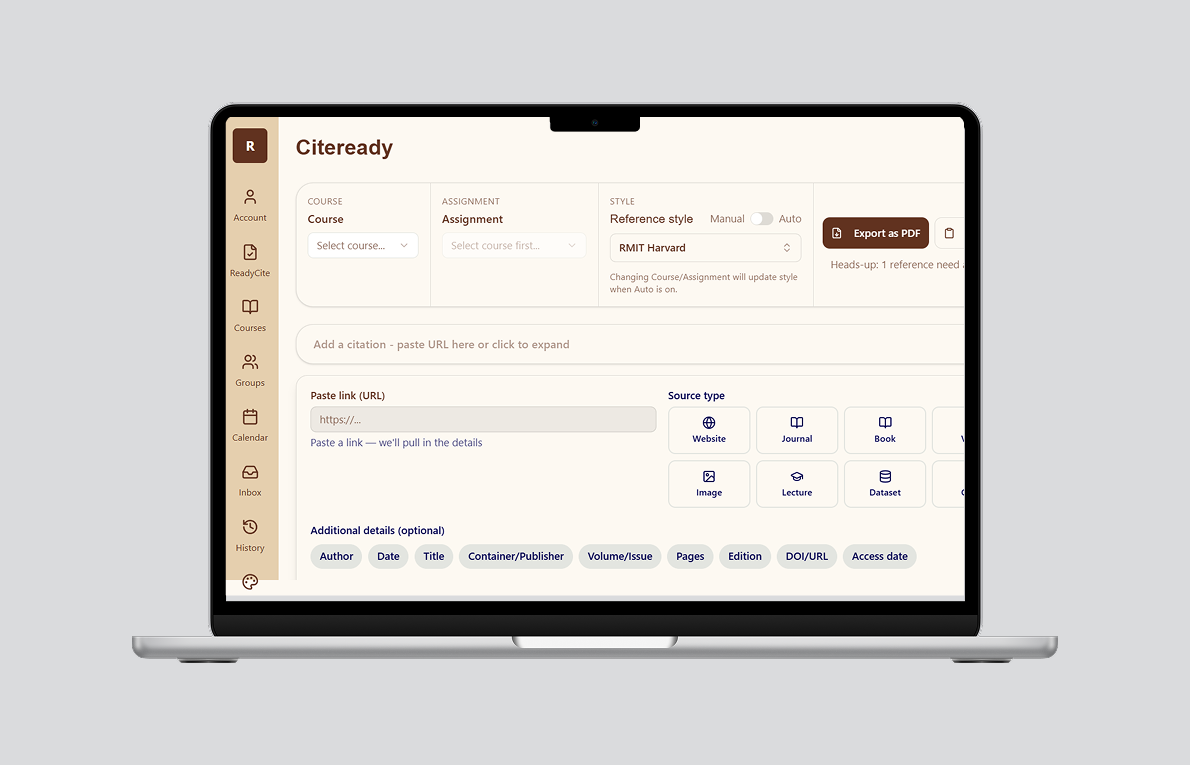 R
Citeready
Account
ReadyCite
Courses
Groups
Calendar
Inbox
History
COURSE
Course
Select course...
ASSIGNMENT
Assignment
Select course first...
STYLE
Reference style
Manual
Auto
RMIT Harvard
Changing Course/Assignment will update style
when Auto is on.
Export as PDF
Heads-up: 1 reference need
Add a citation - paste URL here or click to expand
Paste link (URL)
https://...
Paste a link — we'll pull in the details
Source type
Website
Journal
Book
Image
Lecture
Dataset
Additional details (optional)
Author
Date
Title
Container/Publisher
Volume/Issue
Pages
Edition
DOI/URL
Access date